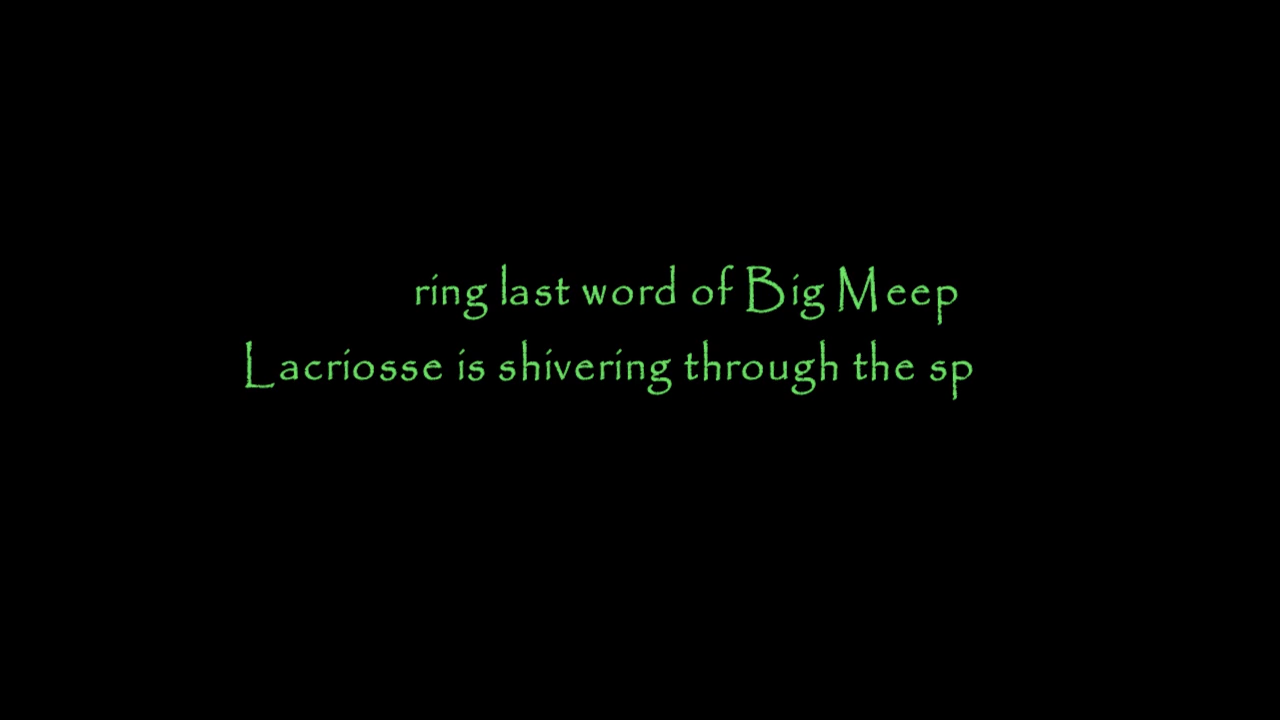 ring last word of Big Meep
Lacriosse is shivering through the sp